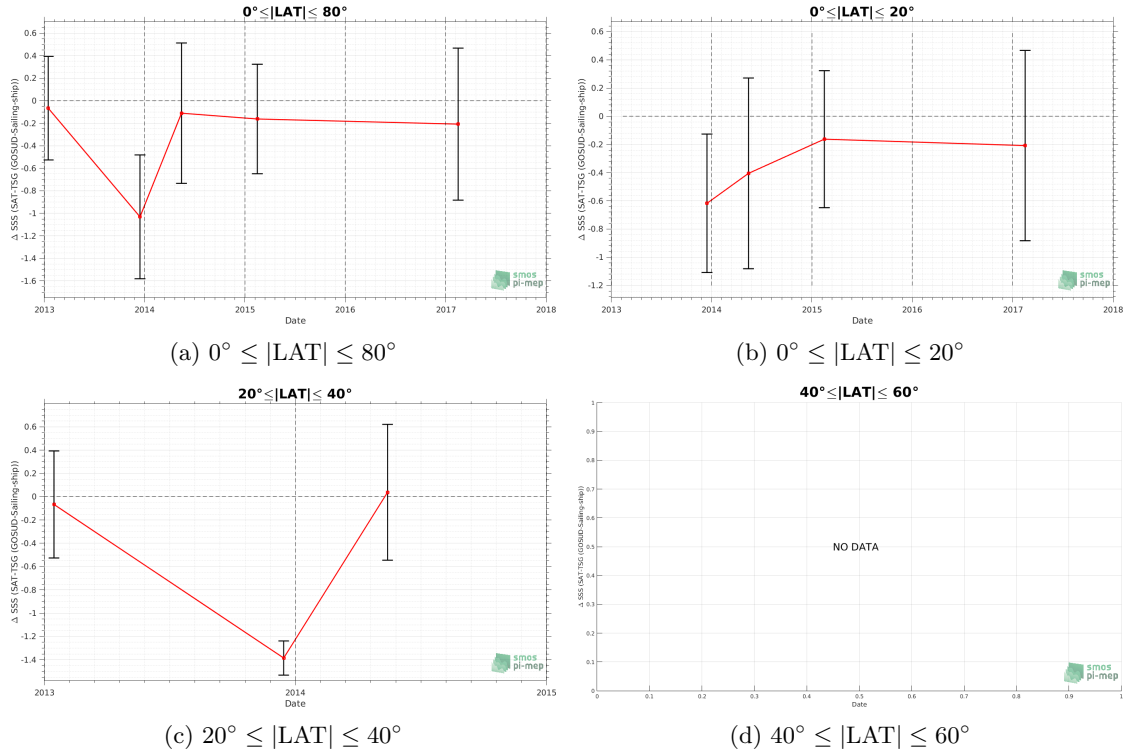 0°≤|LAT|≤ 80°
Δ SSS (SAT-TSG (GOSUD-Sailing-ship))
0.6
0.4
0.2
0
-0.2
-0.4
-0.6
-0.8
-1
-1.2
-1.4
-1.6
2013
2014
2015
2016
2017
2018
Date
smos
pi-mep
(a) 0° ≤ |LAT| ≤ 80°
0°≤|LAT|≤ 20°
Δ SSS (SAT-TSG (GOSUD-Sailing-ship))
0.6
0.4
0.2
0
-0.2
-0.4
-0.6
-0.8
-1
-1.2
2013
2014
2015
2016
2017
2018
Date
smos
pi-mep
(b) 0° ≤ |LAT| ≤ 20°
20°≤|LAT|≤ 40°
Δ SSS (SAT-TSG (GOSUD-Sailing-ship))
0.6
0.4
0.2
0
-0.2
-0.4
-0.6
-0.8
-1
-1.2
-1.4
2013
2014
2015
Date
smos
pi-mep
(c) 20° ≤ |LAT| ≤ 40°
40°≤|LAT|≤ 60°
Δ SSS (SAT-TSG (GOSUD-Sailing-ship))
1
0.9
0.8
0.7
0.6
0.5
0.4
0.3
0.2
0.1
0
NO DATA
0
0.1
0.2
0.3
0.4
0.5
0.6
0.7
0.8
0.9
1
Date
smos
pi-mep
(d) 40° ≤ |LAT| ≤ 60°